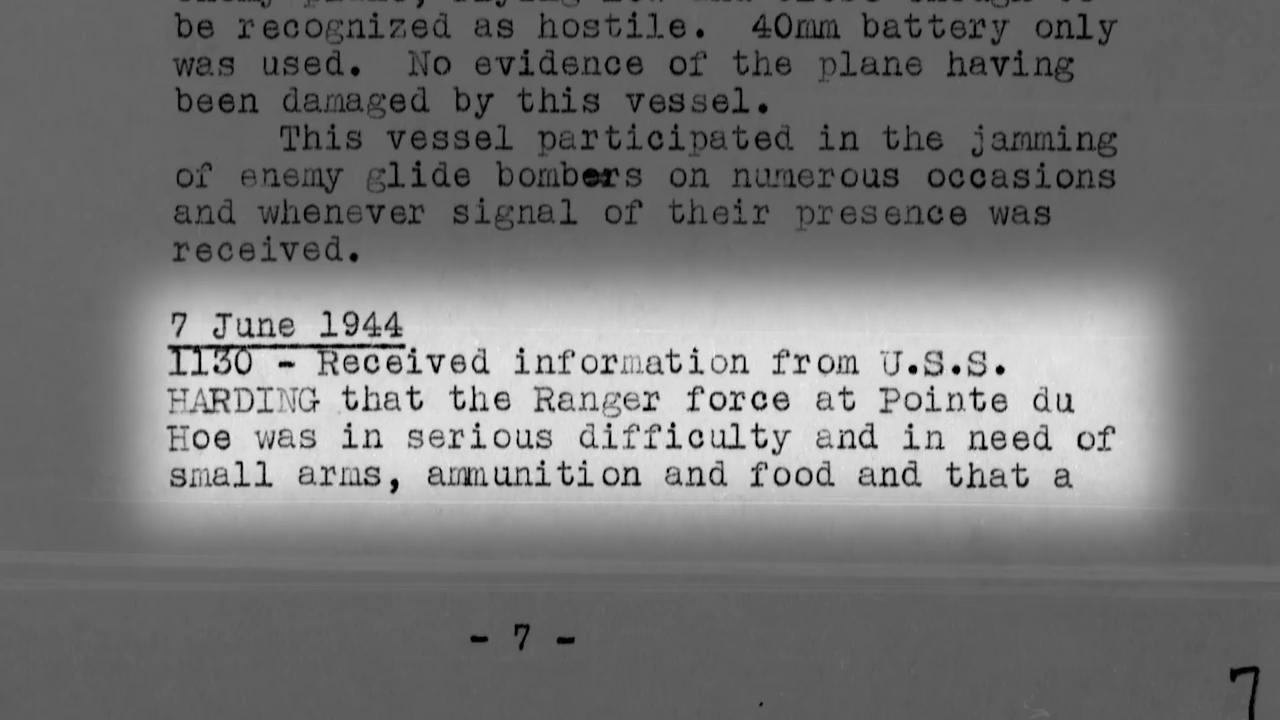 be recognized as hostile.  40mm battery only
was used.  No evidence of the plane having
been damaged by this vessel.
This vessel participated in the jamming
of enemy glide bombers on numerous occasions
and whenever signal of their presence was
received.
7 June 1944
1130 - Received information from U.S.S.
HARDING that the Ranger force at Pointe du
Hoe was in serious difficulty and in need of
small arms, ammunition and food and that a
- 7 -
7